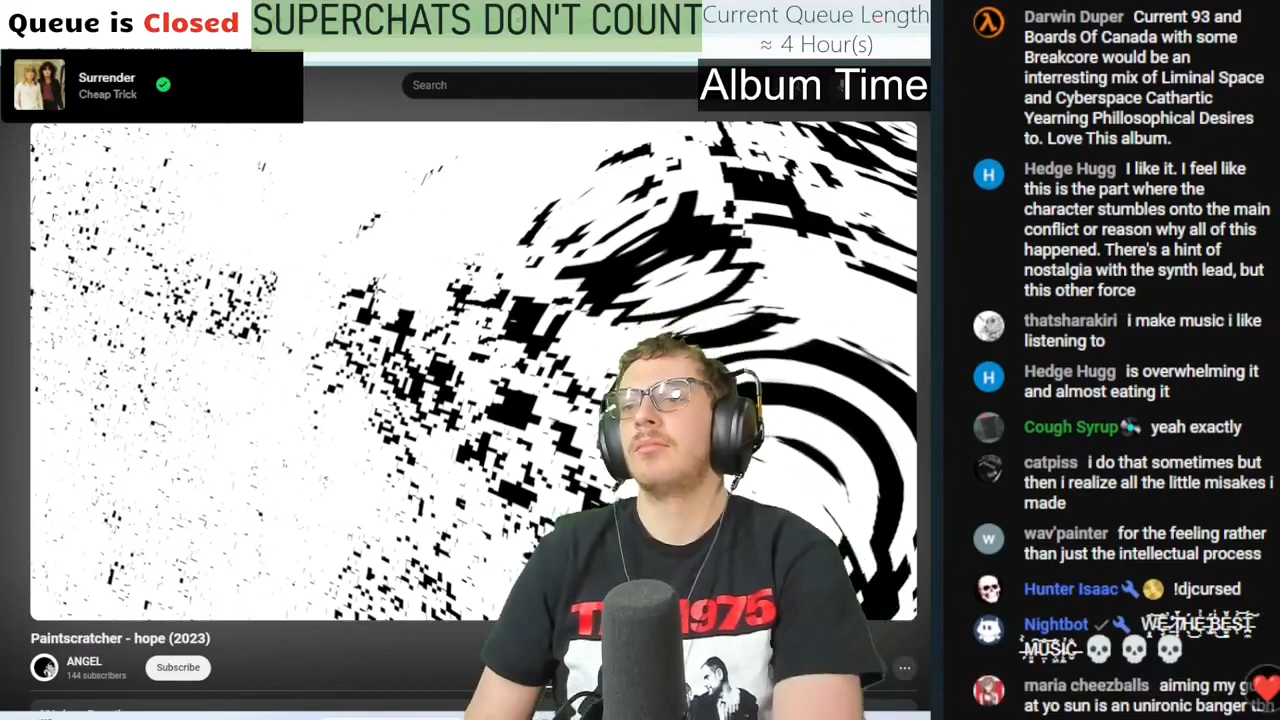 Queue is Closed
SUPERCHATS DON'T COUNT
Current Queue Length
≈ 4 Hour(s)
Album Time
Surrender
Cheap Trick
Search
THE 1975
Paintscratcher - hope (2023)
ANGEL
144 subscribers
Subscribe
Darwin Duper Current 93 and
Boards Of Canada with some
Breakcore would be an
interresting mix of Liminal Space
and Cyberspace Cathartic
Yearning Phillosophical Desires
to. Love This album.
H
Hedge Hugg I like it. I feel like
this is the part where the
character stumbles onto the main
conflict or reason why all of this
happened. There's a hint of
nostalgia with the synth lead, but
this other force
thatsharakiri i make music i like
listening to
H
Hedge Hugg is overwhelming it
and almost eating it
Cough Syrup yeah exactly
catpiss i do that sometimes but
then i realize all the little misakes i
made
w
wav'painter for the feeling rather
than just the intellectual process
Hunter Isaac !djcursed
Nightbot WE THE BEST
MUSIC
maria cheezballs aiming my
at yo sun is an unironic banger tbh